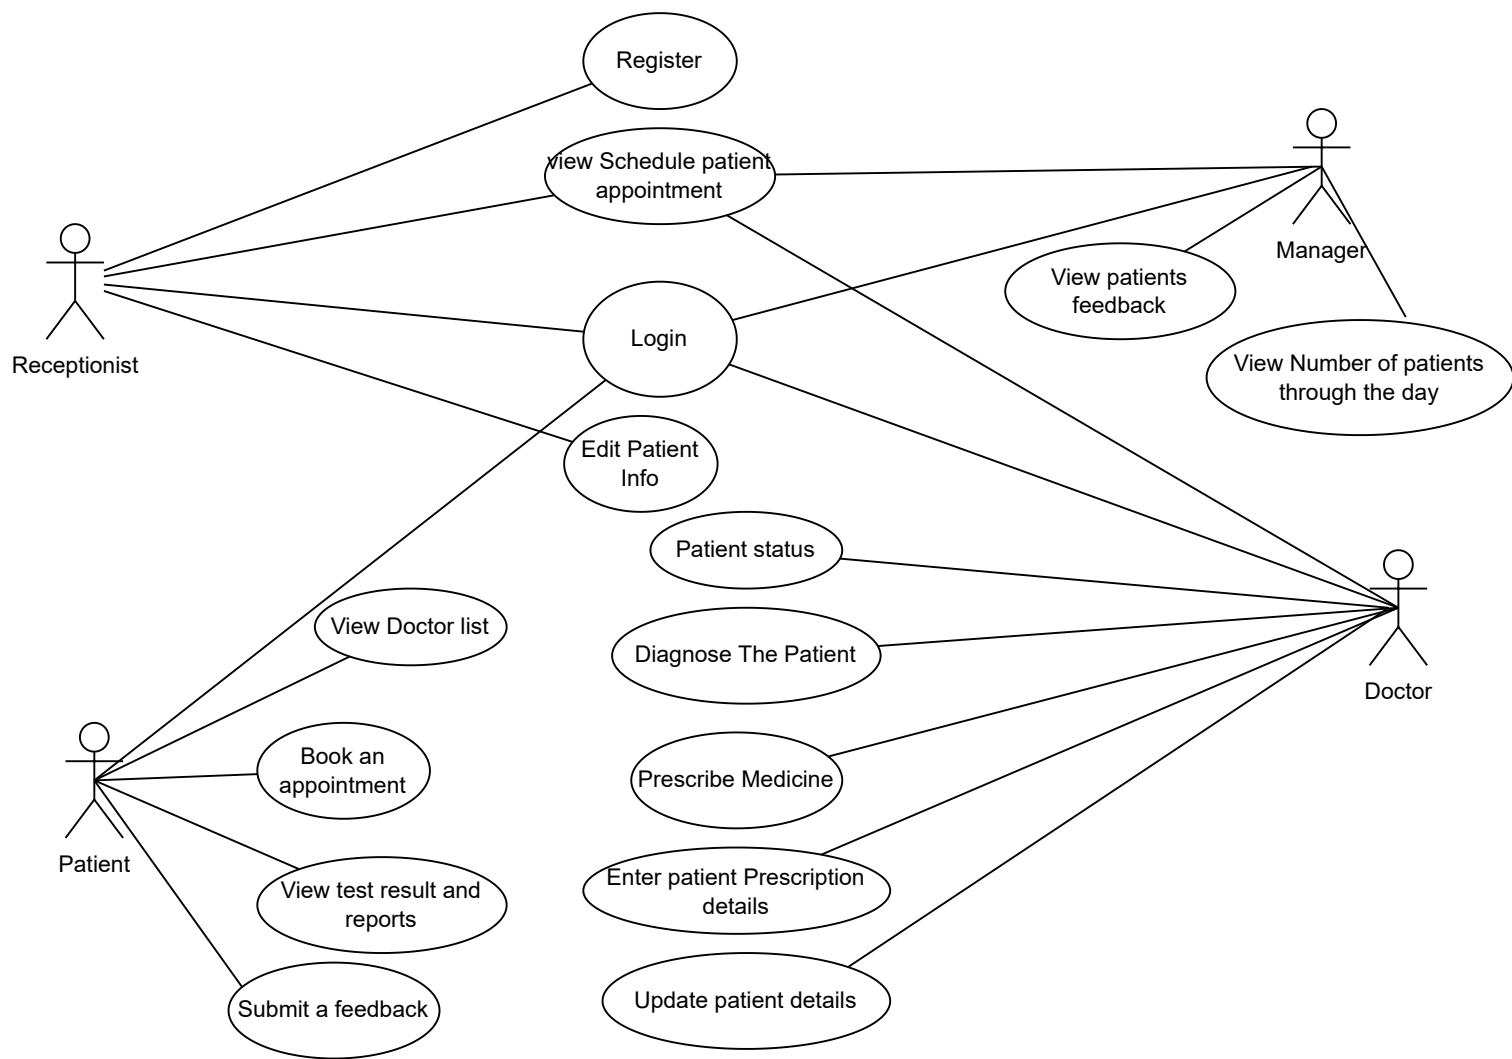 Register
view Schedule patient
appointment
Manager
View patients
feedback
Login
Receptionist
View Number of patients
through the day
Edit Patient
Info
Patient status
View Doctor list
Diagnose The Patient
Doctor
Book an
appointment
Prescribe Medicine
Patient
View test result and
reports
Enter patient Prescription
details
Submit a feedback
Update patient details